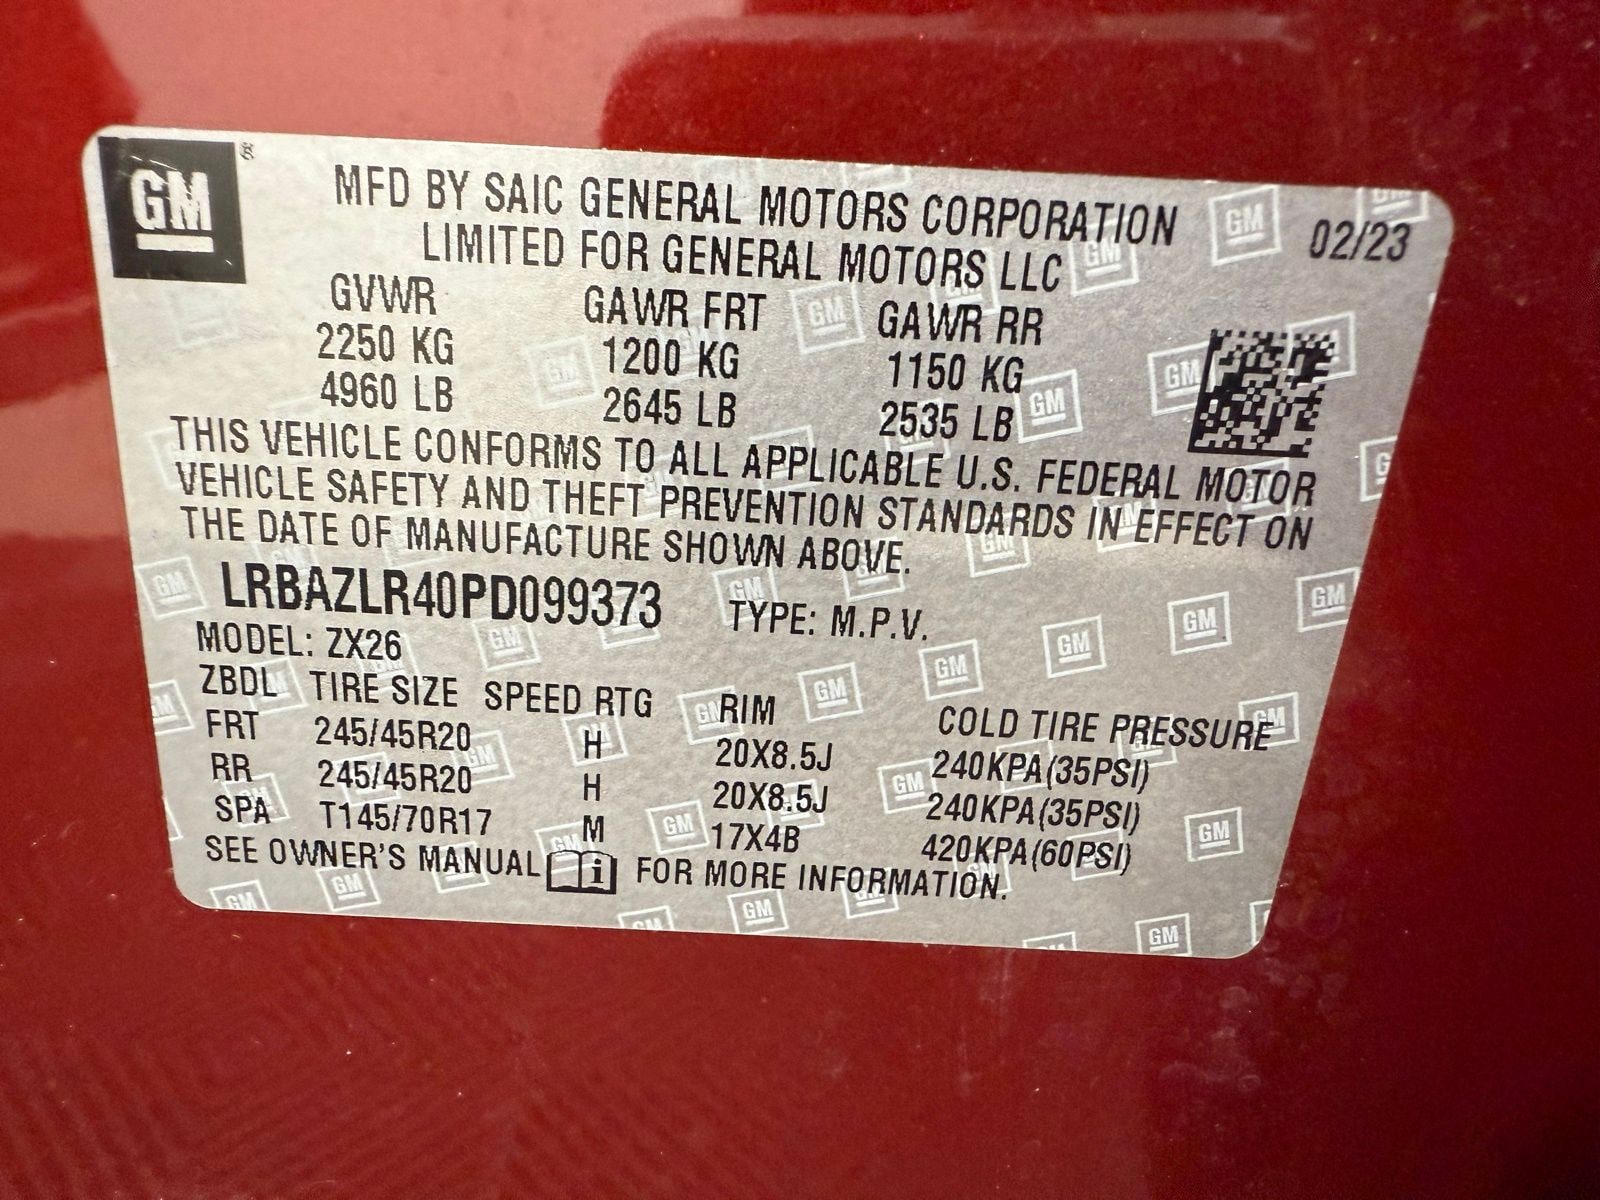 GM
MFD BY SAIC GENERAL MOTORS CORPORATION
LIMITED FOR GENERAL MOTORS LLC
02/23
GVWR GAWR FRT GAWR RR
2250 KG 1200 KG 1150 KG
4960 LB 2645 LB 2535 LB
THIS VEHICLE CONFORMS TO ALL APPLICABLE U.S. FEDERAL MOTOR
VEHICLE SAFETY AND THEFT PREVENTION STANDARDS IN EFFECT ON
THE DATE OF MANUFACTURE SHOWN ABOVE.
LRBAZLR40PD099373 TYPE: M.P.V.
MODEL: ZX26
ZBDL TIRE SIZE SPEED RTG RIM COLD TIRE PRESSURE
FRT 245/45R20 H 20X8.5J 240KPA(35PSI)
RR 245/45R20 H 20X8.5J 240KPA(35PSI)
SPA T145/70R17 M 17X4B 420KPA(60PSI)
SEE OWNER'S MANUAL i FOR MORE INFORMATION.